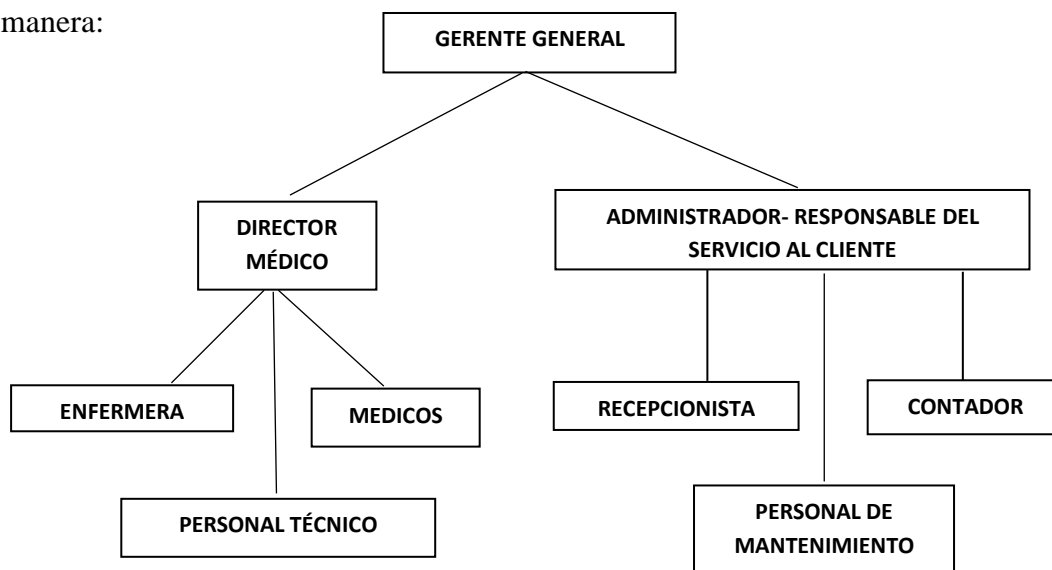 manera:
GERENTE GENERAL
DIRECTOR
MÉDICO
ADMINISTRADOR- RESPONSABLE DEL
SERVICIO AL CLIENTE
ENFERMERA
MEDICOS
RECEPCIONISTA
CONTADOR
PERSONAL TÉCNICO
PERSONAL DE
MANTENIMIENTO